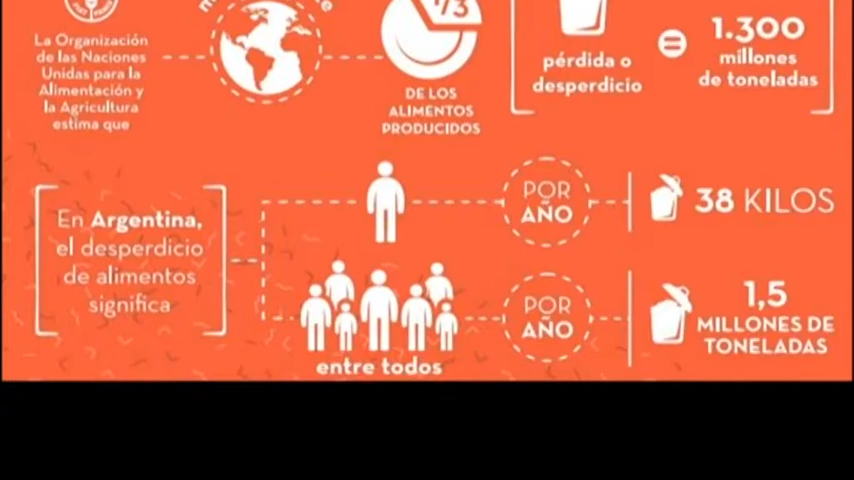 La Organización
de las Naciones
Unidas para la
Alimentación y
la Agricultura
estima que
1/3
DE LOS
ALIMENTOS
PRODUCIDOS
pérdida o
desperdicio
=
1.300
millones
de toneladas
En Argentina,
el desperdicio
de alimentos
significa
POR
AÑO
38 KILOS
entre todos
POR
AÑO
1,5
MILLONES DE
TONELADAS